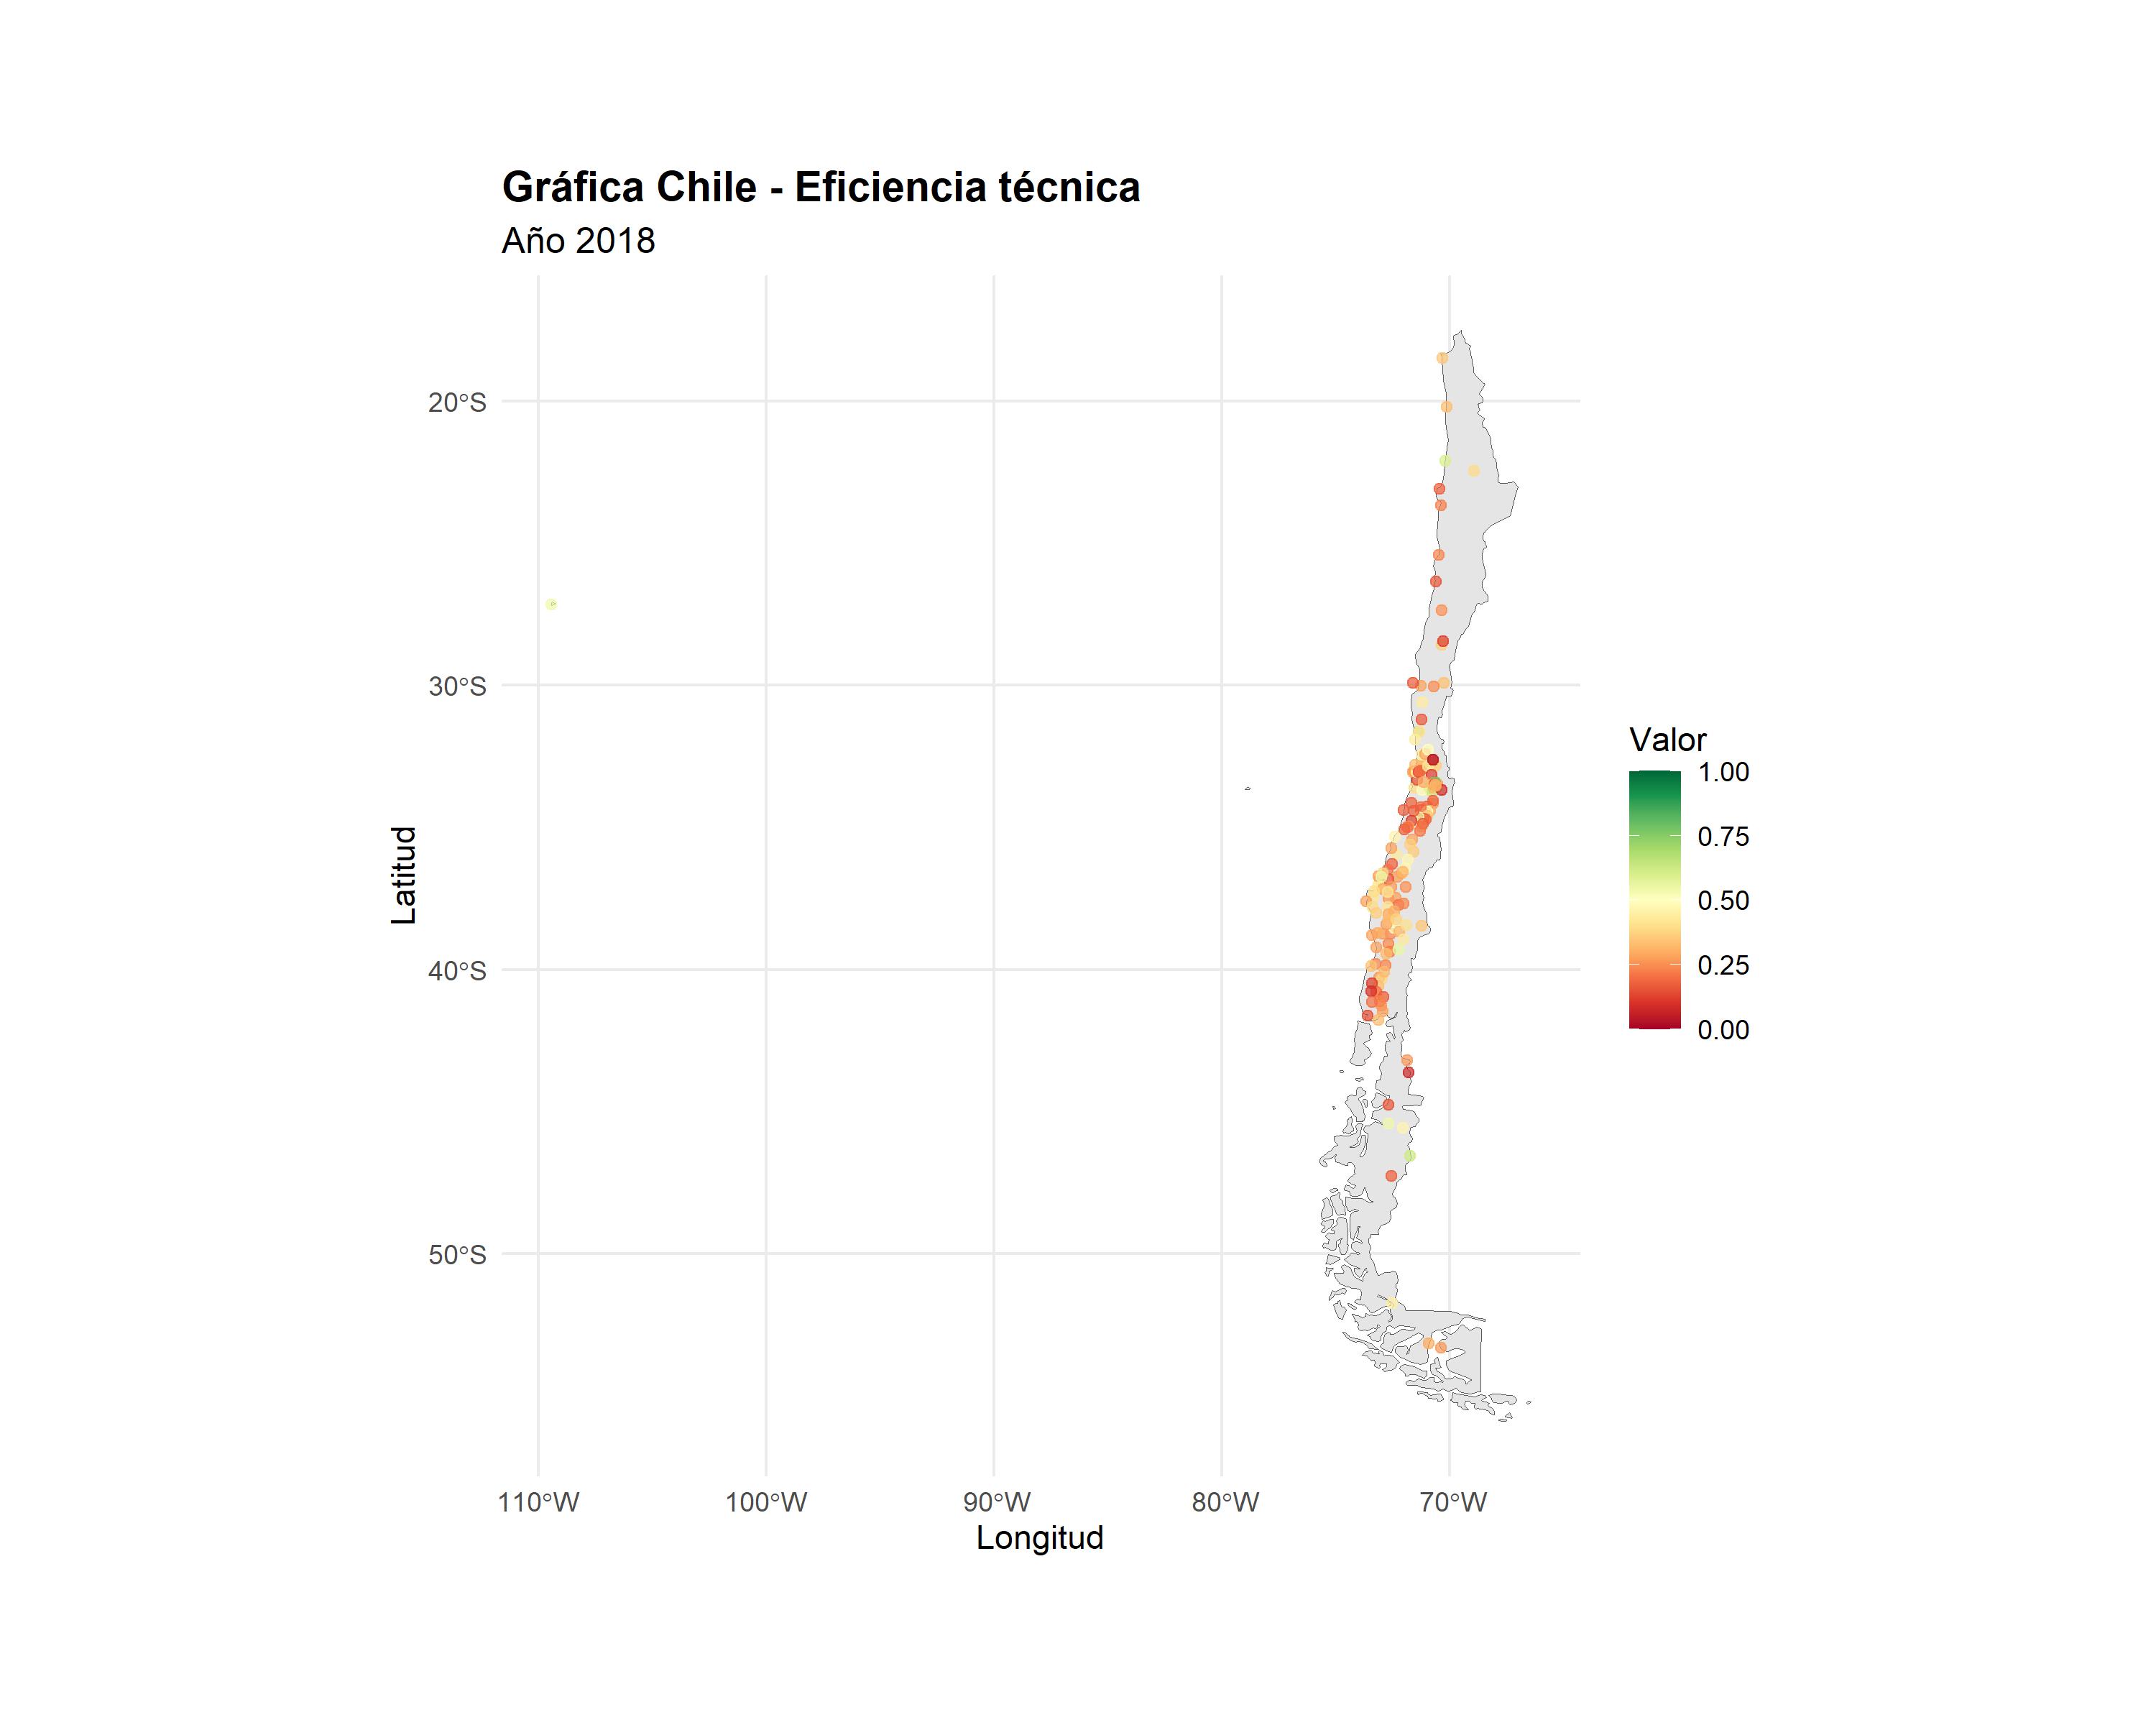 Gráfica Chile - Eficiencia técnica
Año 2018
20°S
30°S
40°S
50°S
Latitud
110°W
100°W
90°W
80°W
70°W
Longitud
Valor
1.00
0.75
0.50
0.25
0.00